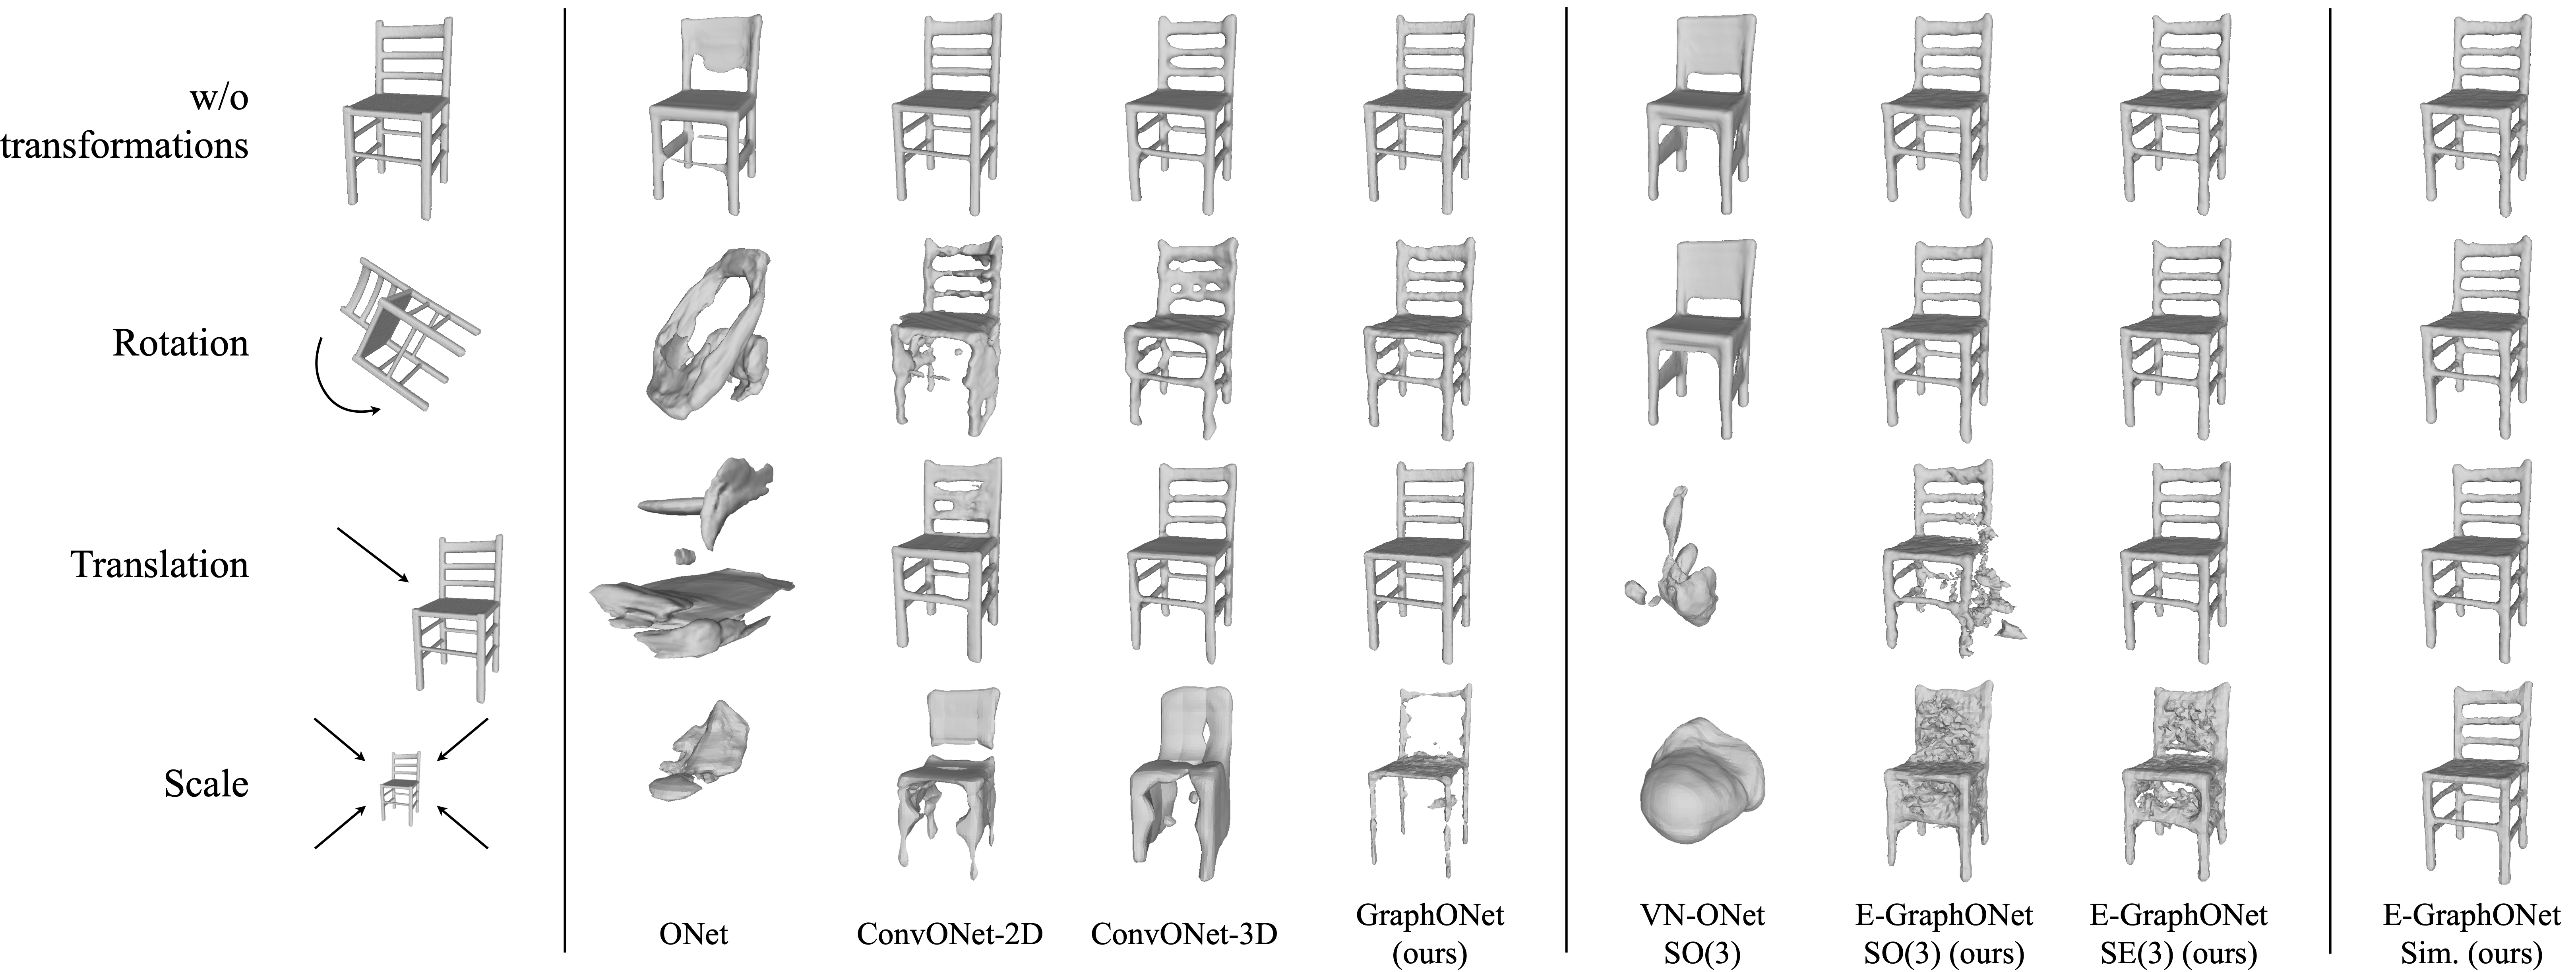 w/o
transformations
Rotation
Translation
Scale
ONet
ConvONet-2D
ConvONet-3D
GraphONet
(ours)
VN-ONet
SO(3)
E-GraphONet
SO(3) (ours)
E-GraphONet
SE(3) (ours)
E-GraphONet
Sim. (ours)